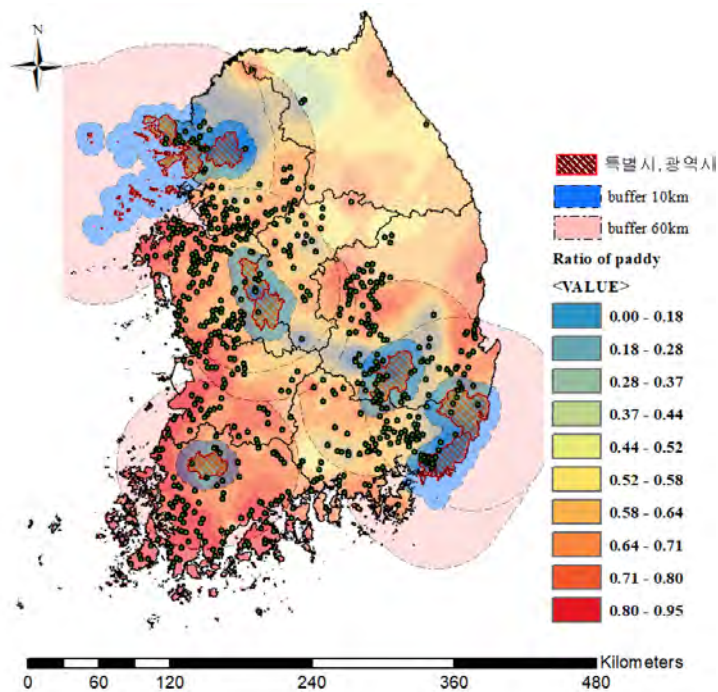 N
특별시, 광역시
buffer 10km
buffer 60km
Ratio of paddy
<VALUE>
0.00 - 0.18
0.18 - 0.28
0.28 - 0.37
0.37 - 0.44
0.44 - 0.52
0.52 - 0.58
0.58 - 0.64
0.64 - 0.71
0.71 - 0.80
0.80 - 0.95
Kilometers
0 60 120 240 360 480